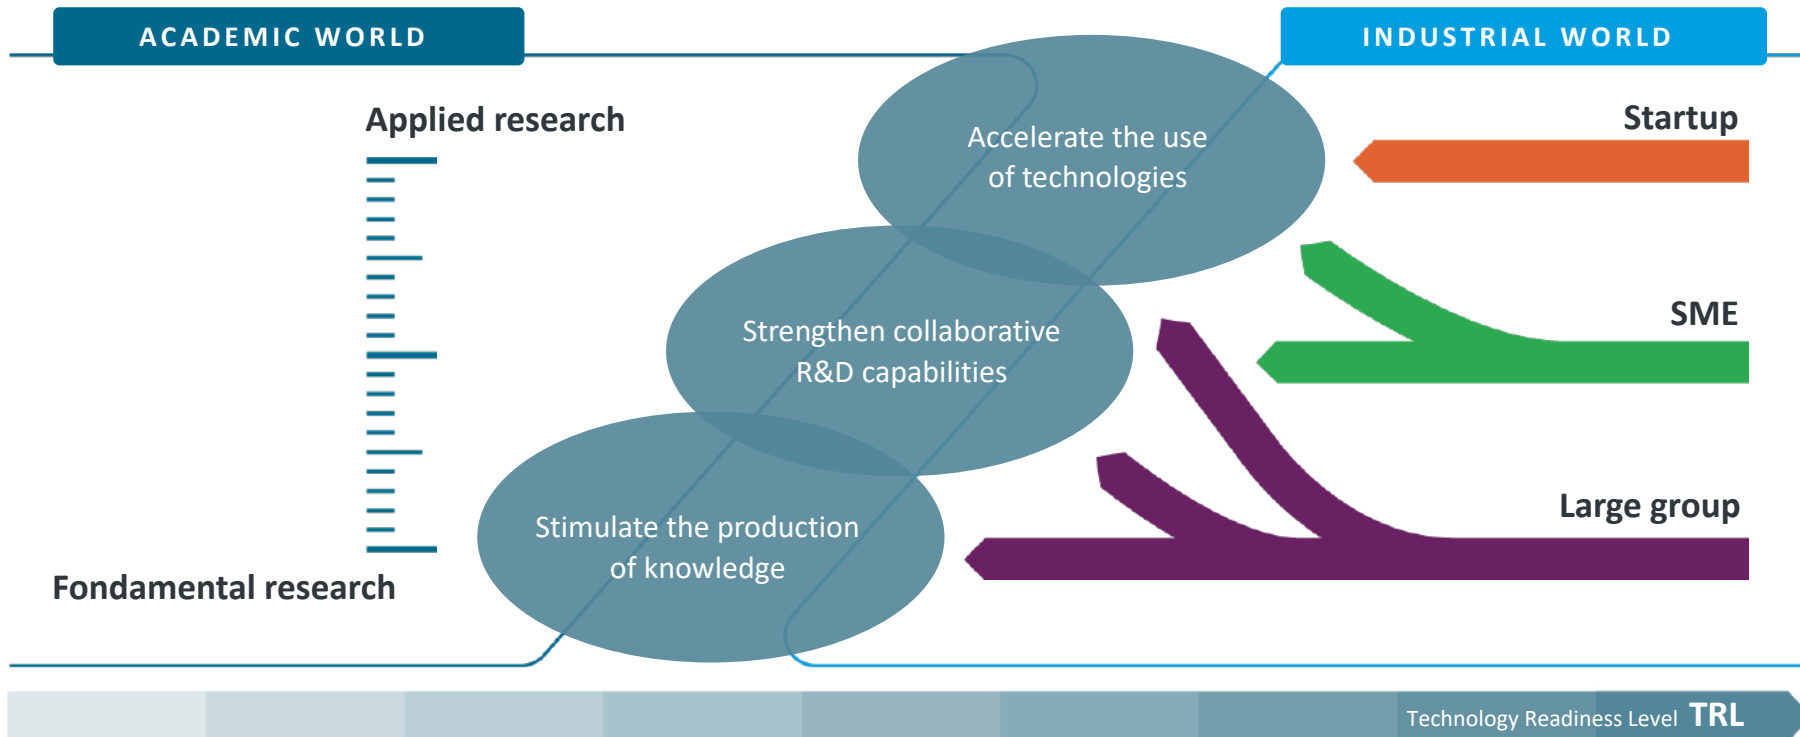 ACADEMIC WORLD
INDUSTRIAL WORLD
Applied research
Startup
Accelerate the use
of technologies
SME
Strengthen collaborative
R&D capabilities
Large group
Stimulate the production
of knowledge
Fondamental research
Technology Readiness Level TRL